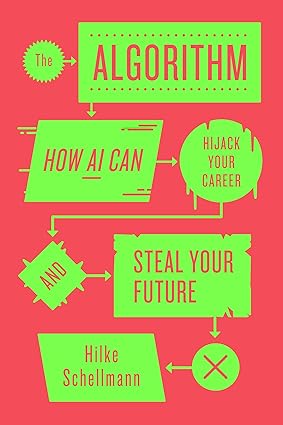 The
ALGORITHM
HOW AI CAN
HIJACK
YOUR
CAREER
AND
STEAL YOUR
FUTURE
Hilke
Schellmann